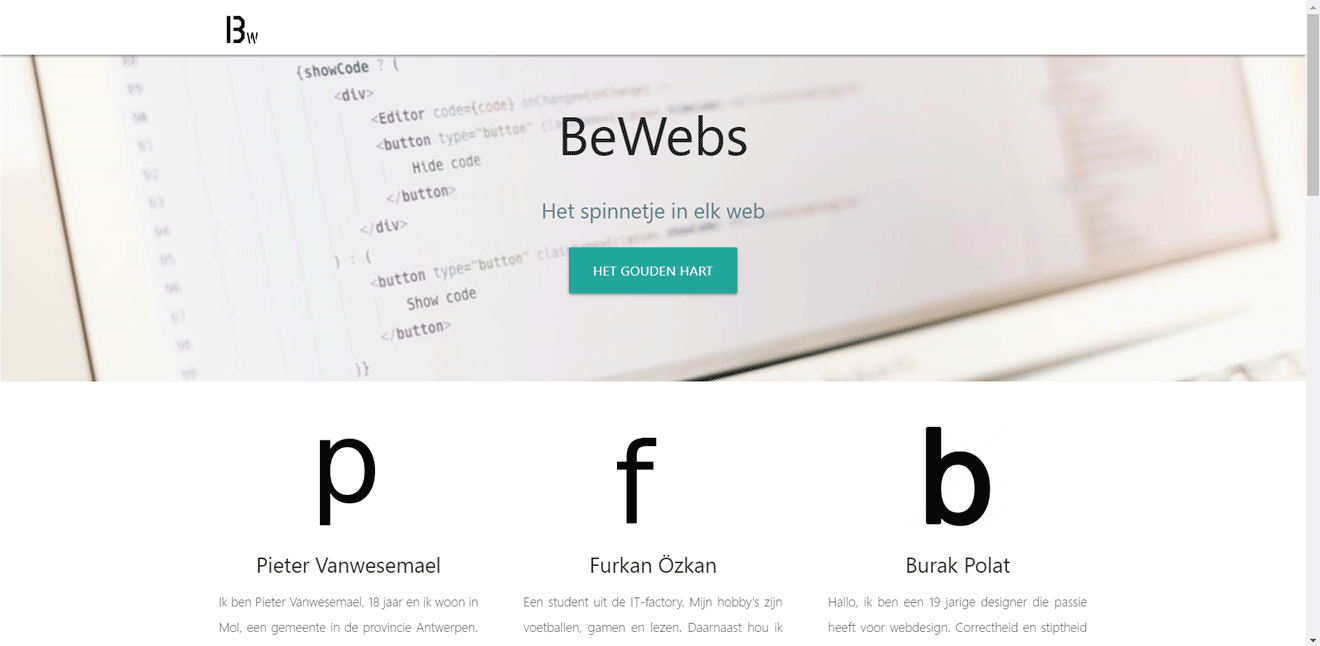 Bw
{showCode ? (
<div>
<Editor code={code} onChange={onChange}
<button type="button"
Hide code
</button>
</div>
) : (
<button type="button"
Show code
</button>
)}
BeWebs
Het spinnetje in elk web
HET GOUDEN HART
p
f
b
Pieter Vanwesemael
Furkan Özkan
Burak Polat
Ik ben Pieter Vanwesemael, 18 jaar en ik woon in
Mol, een gemeente in de provincie Antwerpen.
Een student uit de IT-factory. Mijn hobby's zijn
voetballen, gamen en lezen. Daarnaast hou ik
Hallo, ik ben een 19 jarige designer die passie
heeft voor webdesign. Correctheid en stiptheid